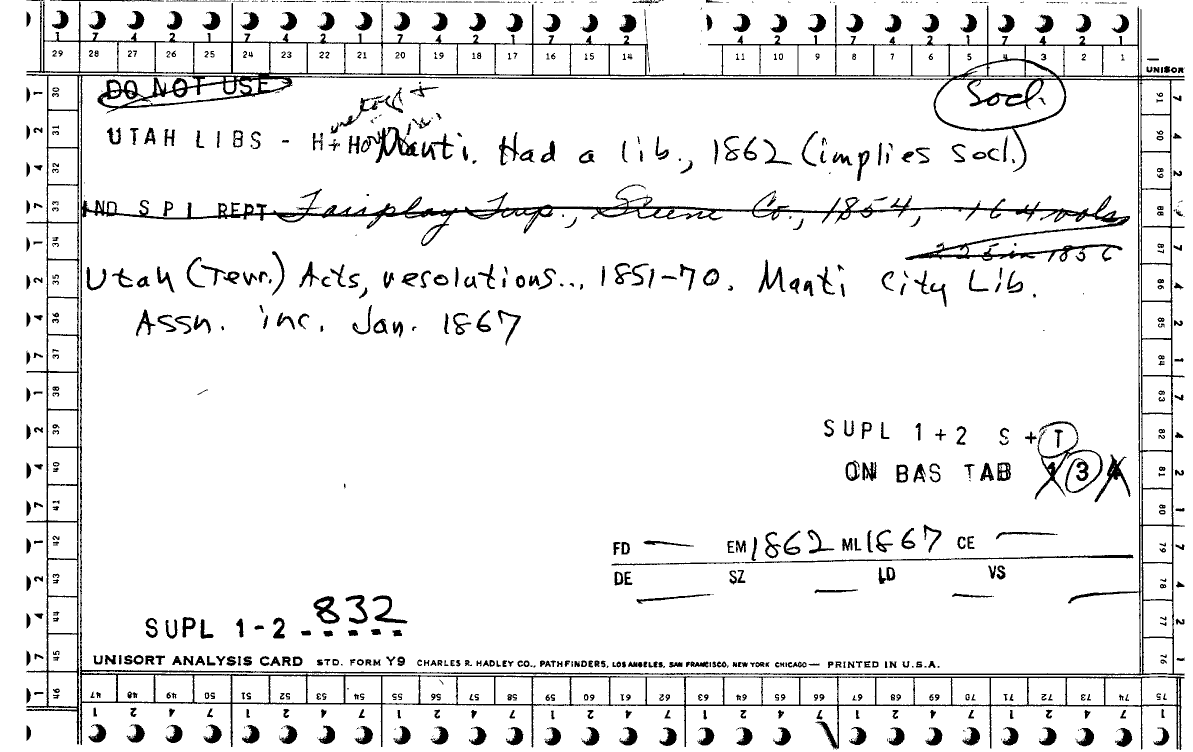 1 7 4 2 1 7 4 2 1 7 4 2 1 7 4 2 4 2 1 7 4 2 1 7 4 2 1
29 28 27 26 25 24 23 22 21 20 19 18 17 16 15 14 11 10 9 8 7 6 5 4 3 2 1
UNISORT
DO NOT USE
Socl.
UTAH LIBS - H + HO Manti. Had a lib., 1862 (implies Socl.)
IND SPI REPT Fairplay Twp., Greene Co., 1854, 164 vols
225 in 1856
Utah (Terr.) Acts, resolutions... 1851-70. Manti City Lib.
Assn. inc. Jan. 1867
SUPL 1+2 S + T
ON BAS TAB 1 3 4
FD — EM 1862 ML 1867 CE —
DE SZ LD VS
SUPL 1-2 - 832
UNISORT ANALYSIS CARD STD. FORM Y9 CHARLES R. HADLEY CO., PATHFINDERS, LOS ANGELES, SAN FRANCISCO, NEW YORK CHICAGO — PRINTED IN U.S.A.
30 31 32 33 34 35 36 37 38 39 40 41 42 43 44 45 46
91 90 89 88 87 86 85 84 83 82 81 80 79 78 77 76
47 48 49 50 51 52 53 54 55 56 57 58 59 60 61 62 63 64 65 66 67 68 69 70 71 72 73 74 75
1 2 4 7 1 2 4 7 1 2 4 7 1 2 4 7 1 2 4 7 1 2 4 7 1 2 4 7 1